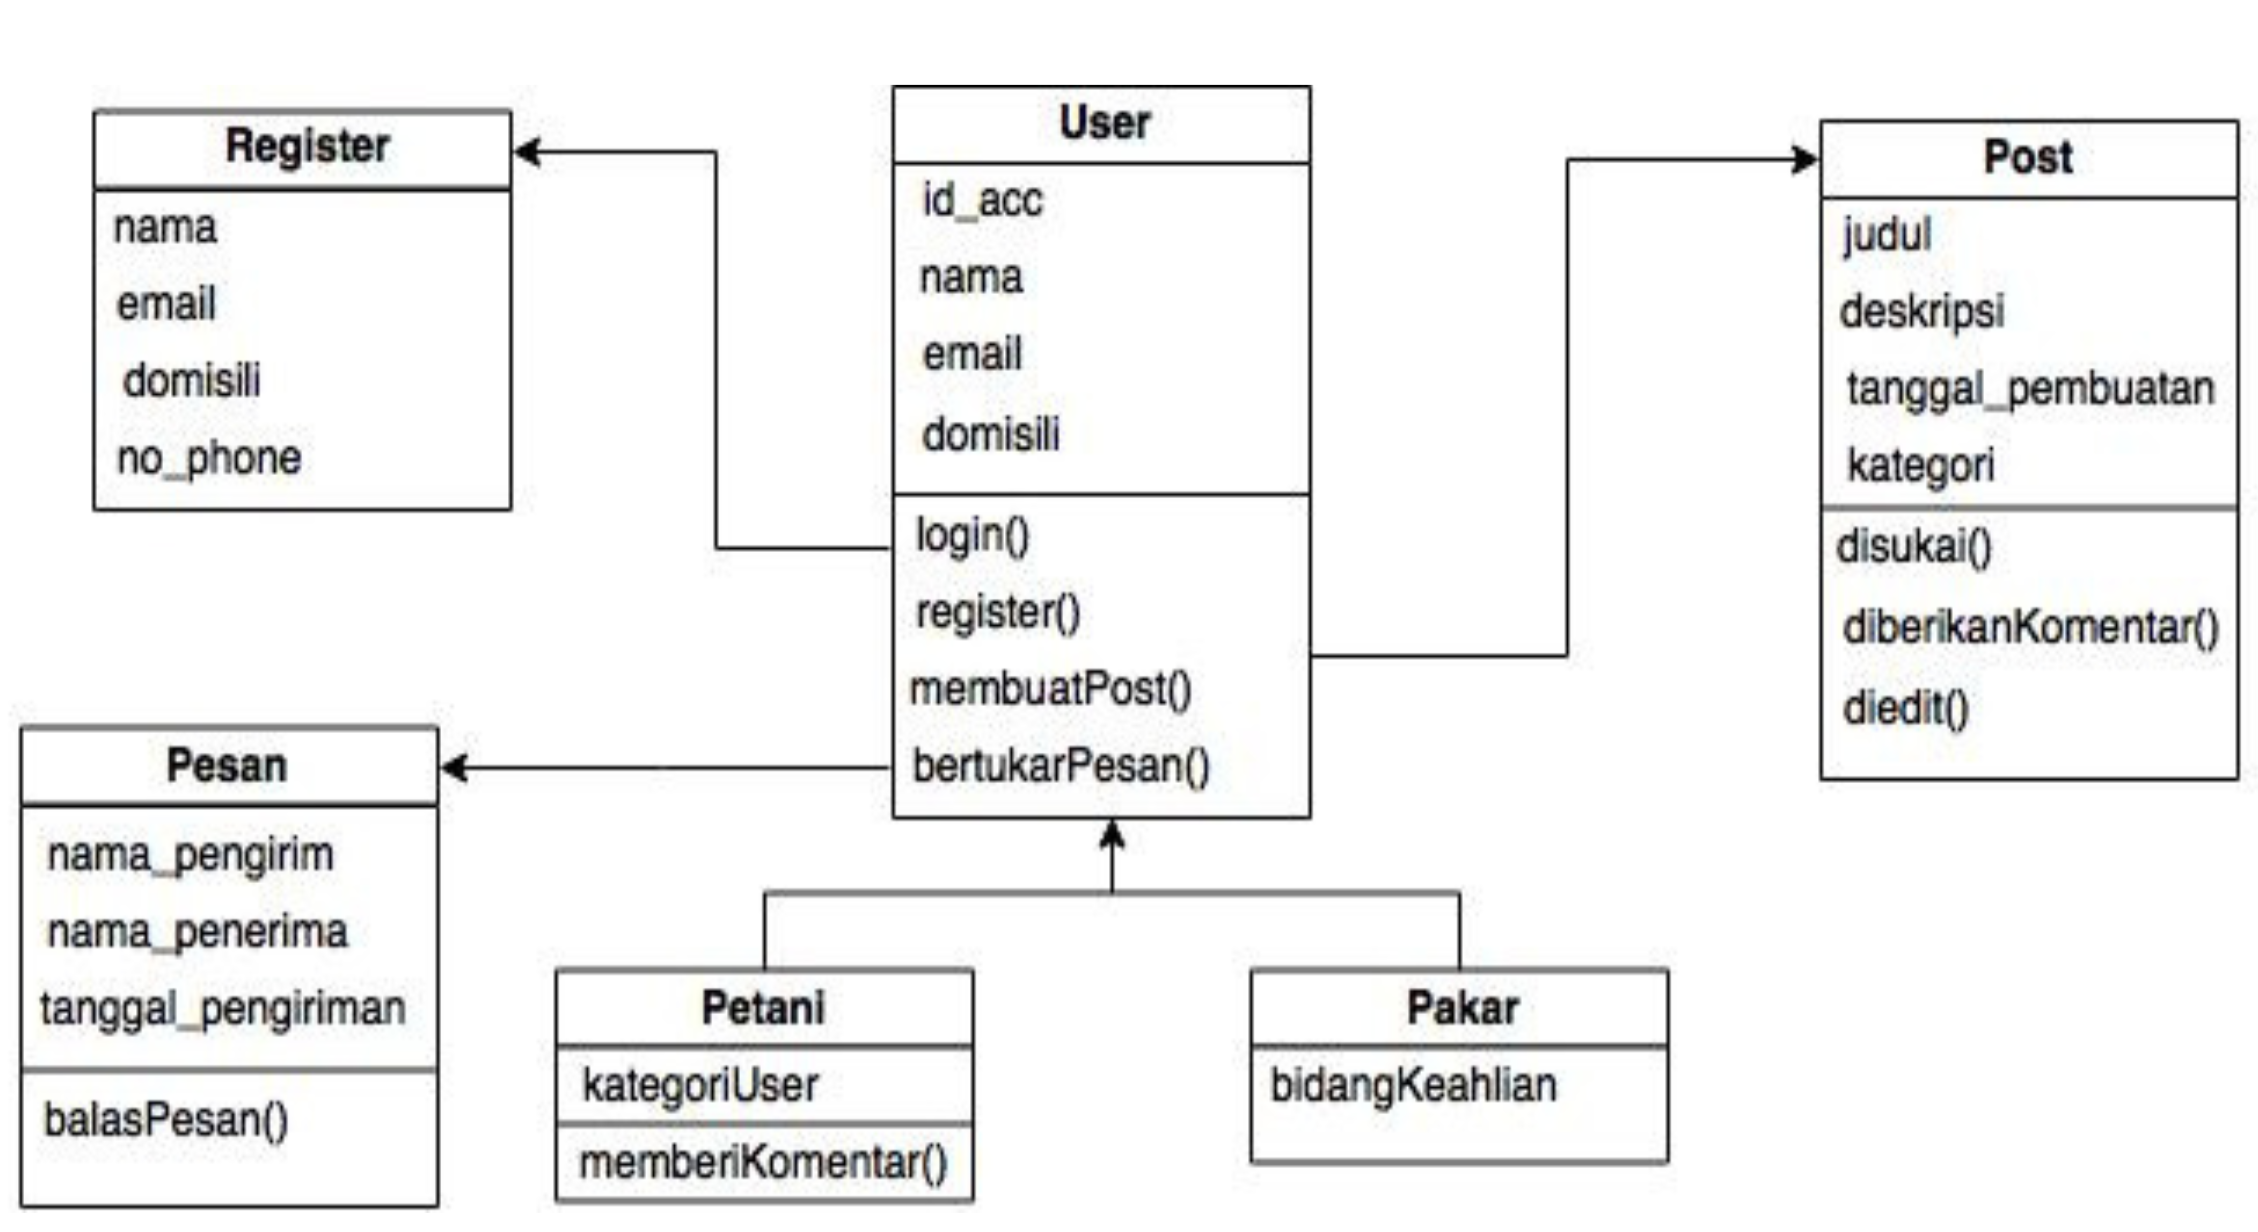 Register
nama
email
domisili
no_phone
User
id_acc
nama
email
domisili
login()
register()
membuatPost()
bertukarPesan()
Post
judul
deskripsi
tanggal_pembuatan
kategori
disukai()
diberikanKomentar()
diedit()
Pesan
nama_pengirim
nama_penerima
tanggal_pengiriman
balasPesan()
Petani
kategoriUser
memberiKomentar()
Pakar
bidangKeahlian